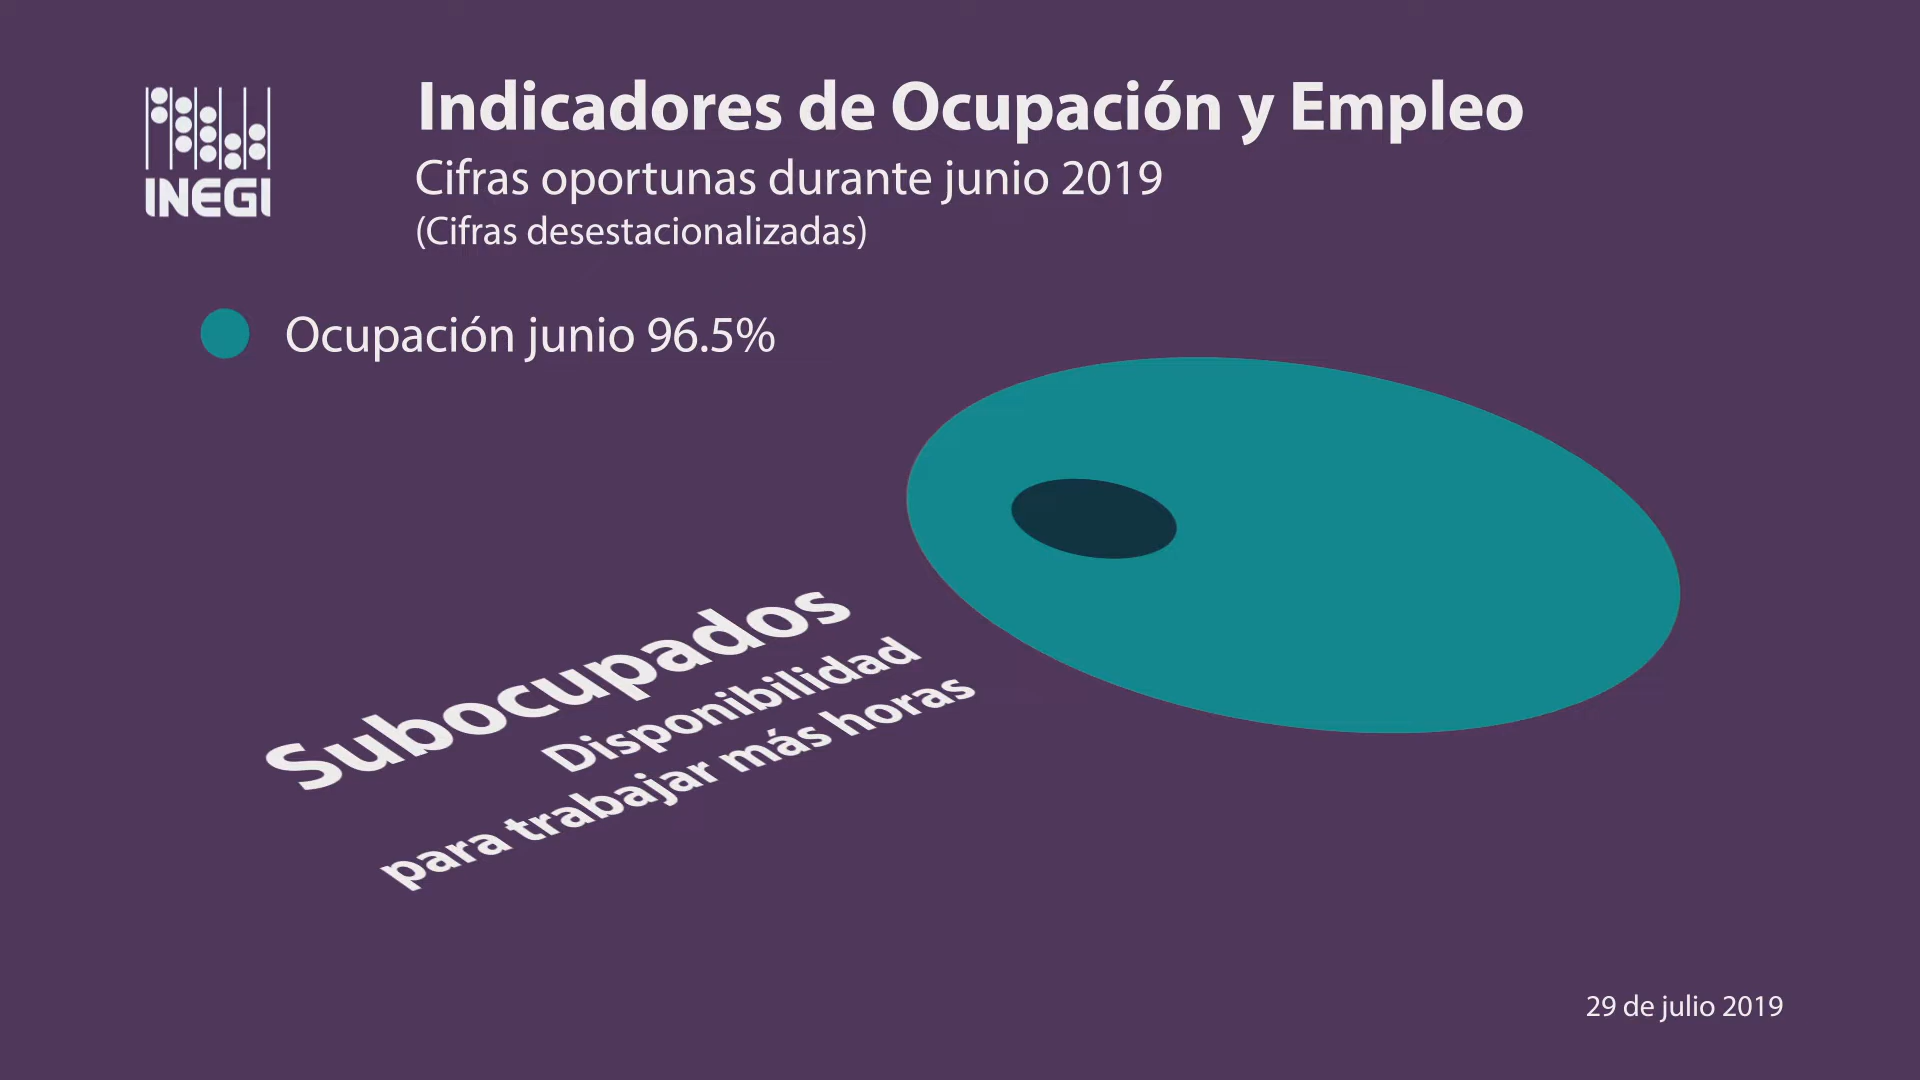 INEGI
Indicadores de Ocupación y Empleo
Cifras oportunas durante junio 2019
(Cifras desestacionalizadas)
Ocupación junio 96.5%
Subocupados
Disponibilidad
para trabajar más horas
29 de julio 2019